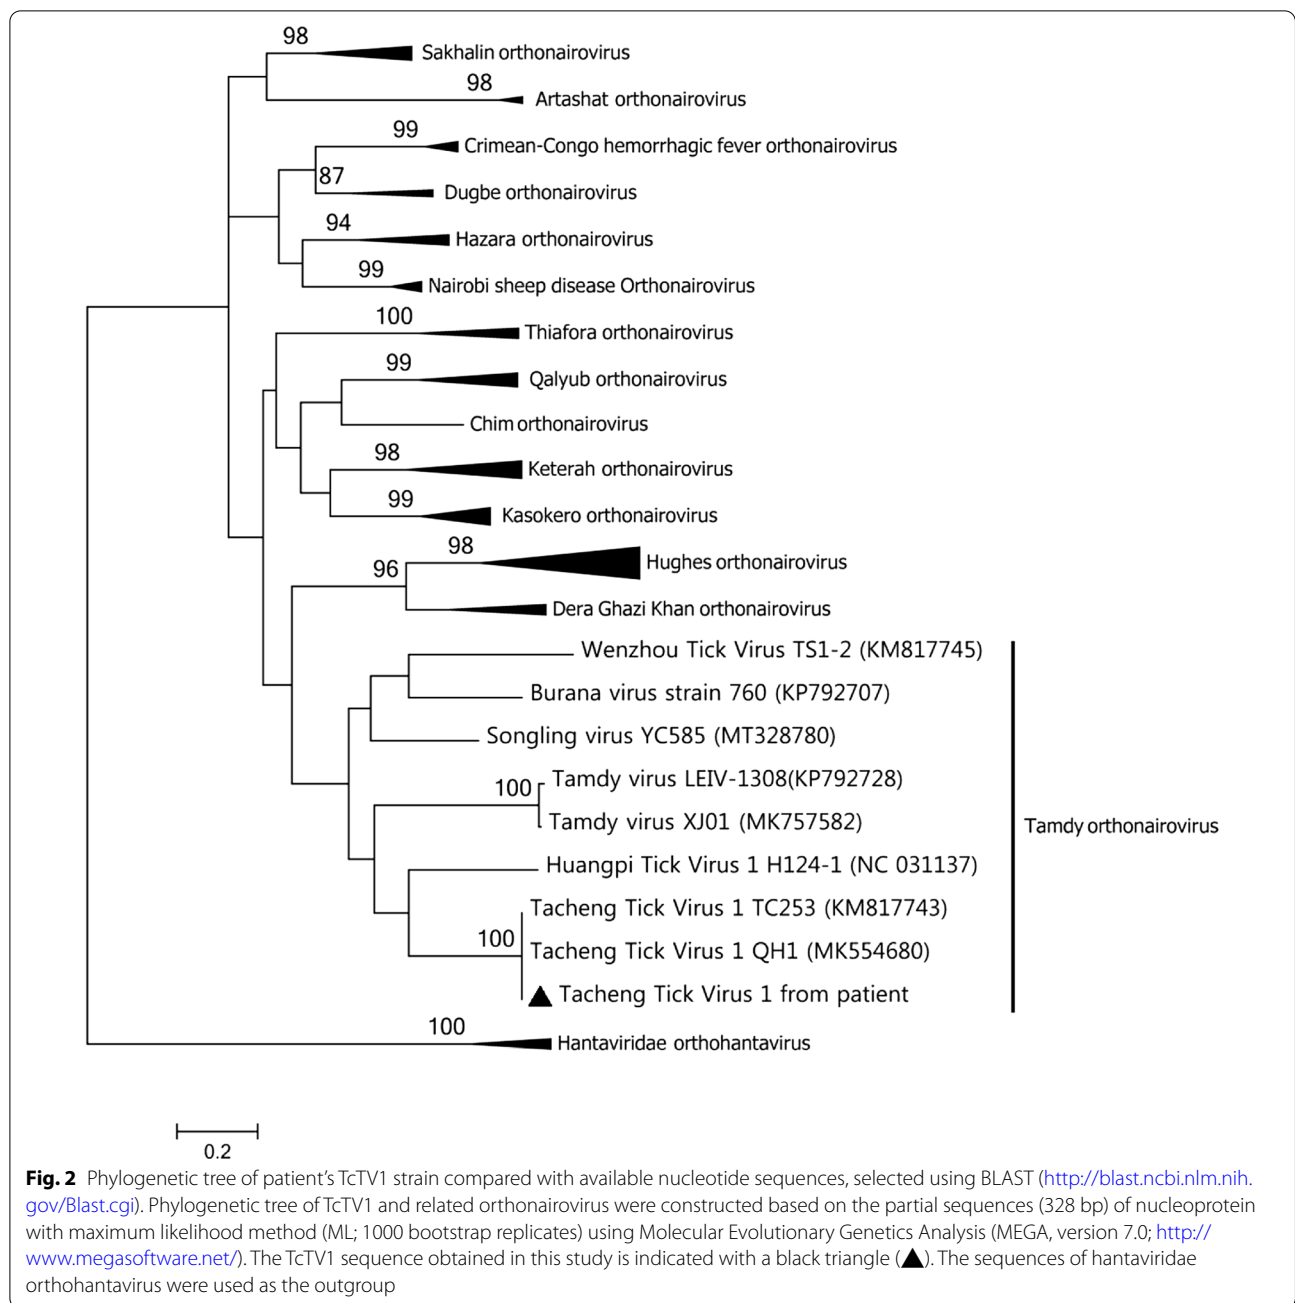 98
Sakhalin orthonairovirus
98
Artashat orthonairovirus
99
Crimean-Congo hemorrhagic fever orthonairovirus
87
Dugbe orthonairovirus
94
Hazara orthonairovirus
99
Nairobi sheep disease Orthonairovirus
100
Thiafora orthonairovirus
99
Qalyub orthonairovirus
Chim orthonairovirus
98
Keterah orthonairovirus
99
Kasokero orthonairovirus
98
Hughes orthonairovirus
96
Dera Ghazi Khan orthonairovirus
Wenzhou Tick Virus TS1-2 (KM817745)
Burana virus strain 760 (KP792707)
Songling virus YC585 (MT328780)
100
Tamdy virus LEIV-1308(KP792728)
Tamdy virus XJ01 (MK757582)
Tamdy orthonairovirus
Huangpi Tick Virus 1 H124-1 (NC 031137)
Tacheng Tick Virus 1 TC253 (KM817743)
100
Tacheng Tick Virus 1 QH1 (MK554680)
▲ Tacheng Tick Virus 1 from patient
100
Hantaviridae orthohantavirus
0.2
Fig. 2 Phylogenetic tree of patient's TcTV1 strain compared with available nucleotide sequences, selected using BLAST (http://blast.ncbi.nlm.nih.
gov/Blast.cgi). Phylogenetic tree of TcTV1 and related orthonairovirus were constructed based on the partial sequences (328 bp) of nucleoprotein
with maximum likelihood method (ML; 1000 bootstrap replicates) using Molecular Evolutionary Genetics Analysis (MEGA, version 7.0; http://
www.megasoftware.net/). The TcTV1 sequence obtained in this study is indicated with a black triangle (▲). The sequences of hantaviridae
orthohantavirus were used as the outgroup